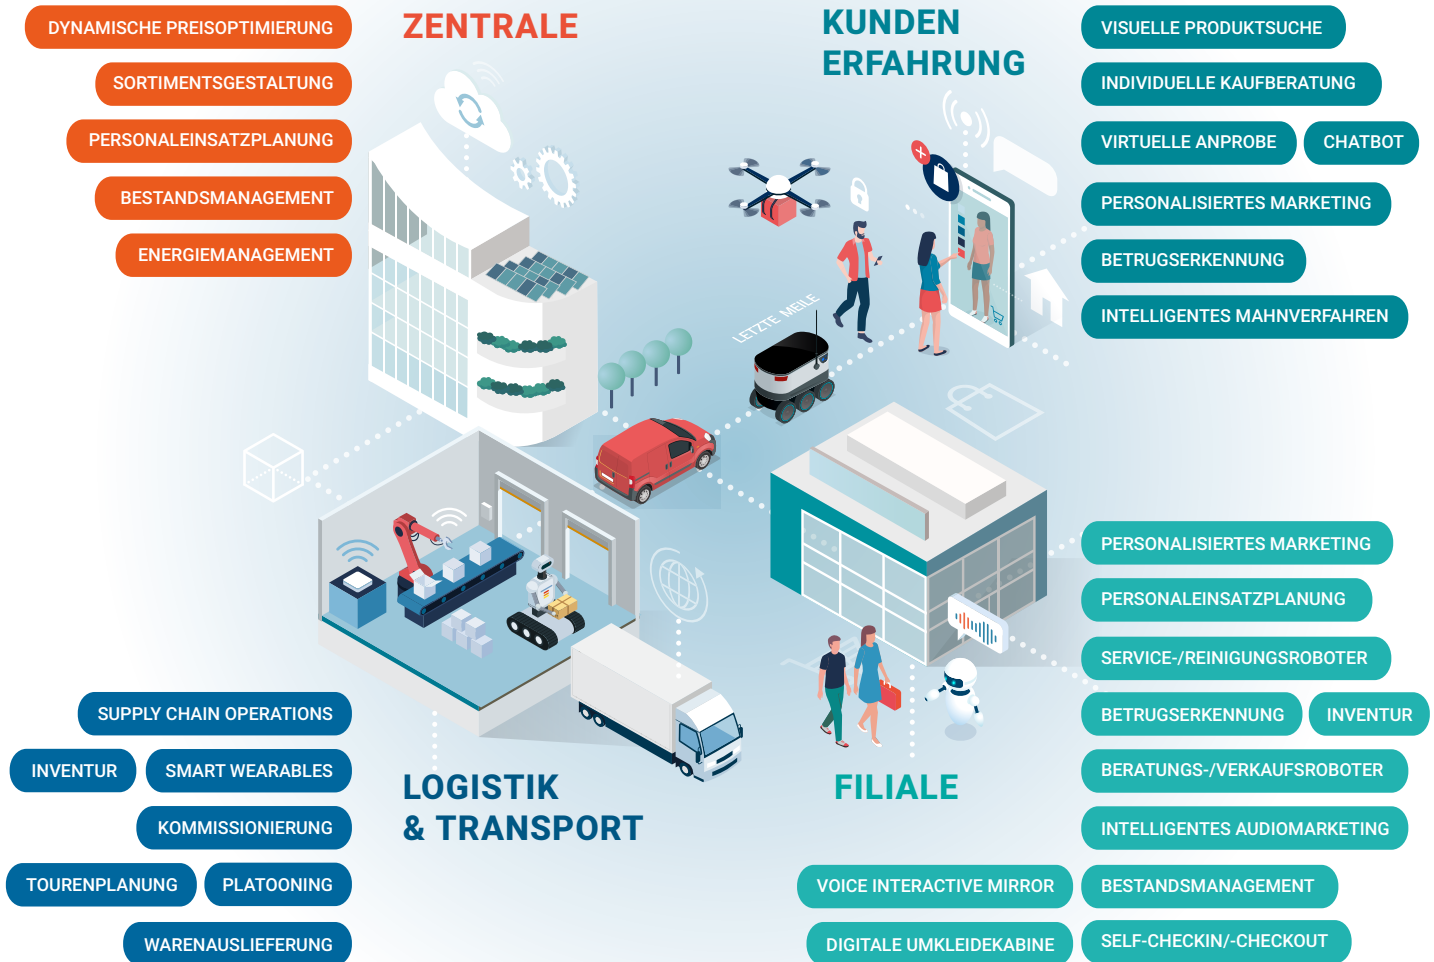 ZENTRALE
DYNAMISCHE PREISOPTIMIERUNG
SORTIMENTSGESTALTUNG
PERSONALEINSATZPLANUNG
BESTANDSMANAGEMENT
ENERGIEMANAGEMENT
KUNDEN
ERFAHRUNG
VISUELLE PRODUKTSUCHE
INDIVIDUELLE KAUFBERATUNG
VIRTUELLE ANPROBE
CHATBOT
PERSONALISIERTES MARKETING
BETRUGSERKENNUNG
INTELLIGENTES MAHNVERFAHREN
LETZTE MEILE
LOGISTIK
& TRANSPORT
SUPPLY CHAIN OPERATIONS
INVENTUR
SMART WEARABLES
KOMMISSIONIERUNG
TOURENPLANUNG
PLATOONING
WARENAUSLIEFERUNG
FILIALE
PERSONALISIERTES MARKETING
PERSONALEINSATZPLANUNG
SERVICE-/REINIGUNGSROBOTER
BETRUGSERKENNUNG
INVENTUR
BERATUNGS-/VERKAUFSROBOTER
INTELLIGENTES AUDIOMARKETING
VOICE INTERACTIVE MIRROR
BESTANDSMANAGEMENT
DIGITALE UMKLEIDEKABINE
SELF-CHECKIN/-CHECKOUT